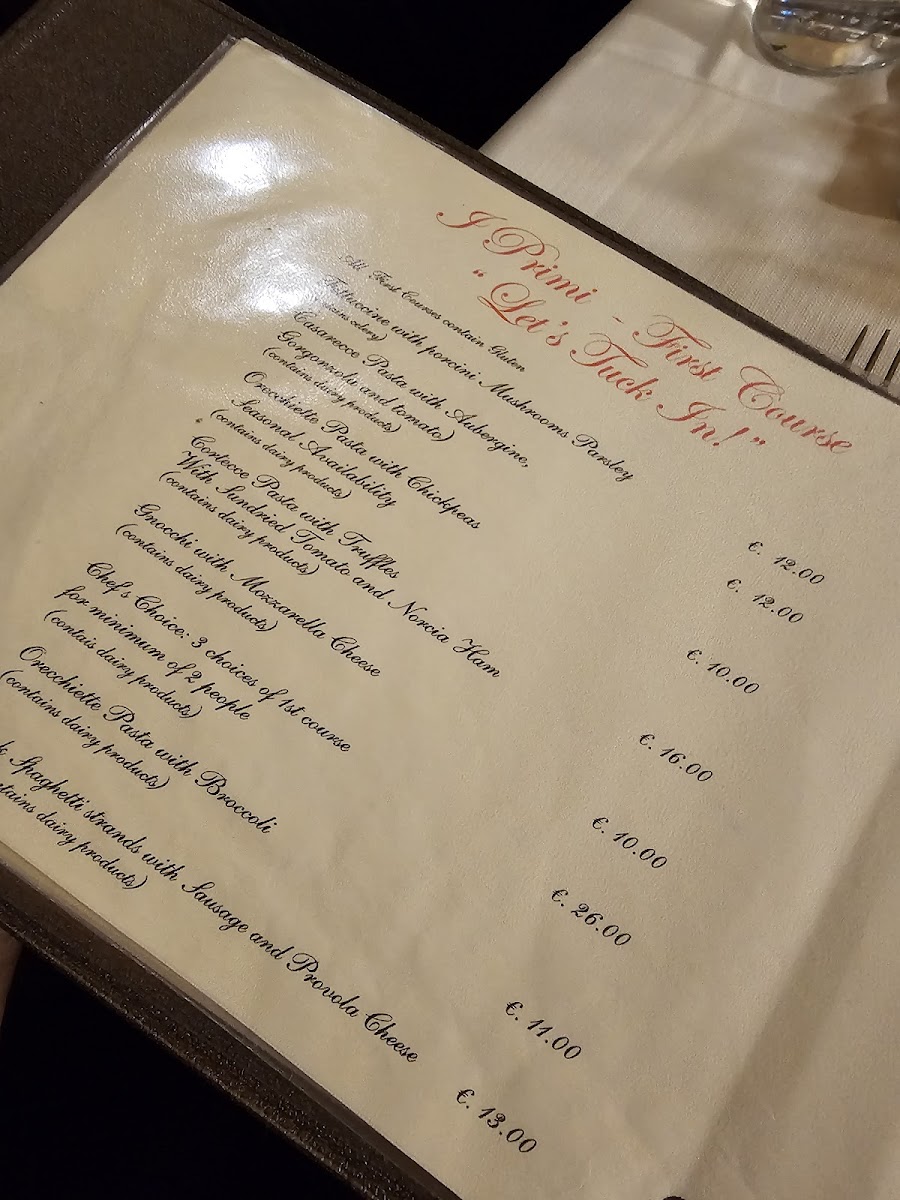 I Primi - First Course
" Let's Tuck In! "
All First Courses contain Gluten
Fettuccine with porcini Mushrooms Parsley € . 12.00
celery)
Casarecce Pasta with Aubergine, € . 12.00
Gorgonzola and tomato)
(contains dairy products)
Orecchiette Pasta with Chickpeas € . 10.00
Seasonal Availability
(contains dairy products)
Cortecce Pasta with Truffles € . 16.00
With Sundried Tomato and Norcia Ham
(contains dairy products)
Gnocchi with Mozzarella Cheese € . 10.00
(contains dairy products)
Chef's Choice: 3 choices of 1st course € . 26.00
for minimum of 2 people
(contais dairy products)
Orecchiette Pasta with Broccoli € . 11.00
(contains dairy products)
Spaghetti strands with Sausage and Provola Cheese € . 13.00
dairy products)